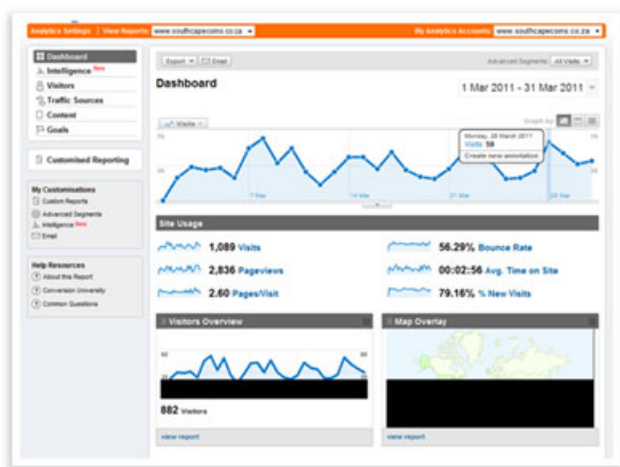 Analytics Settings | View Reports: www.southcapecoins.co.za
My Analytics Accounts: www.southcapecoins.co.za
Dashboard
Intelligence Beta
Visitors
Traffic Sources
Content
Goals
Customised Reporting
My Customisations
Custom Reports
Advanced Segments
Intelligence Beta
Email
Help Resources
About this Report
Conversion University
Common Questions
Export
Email
Advanced Segments: All Visits
Dashboard
1 Mar 2011 - 31 Mar 2011
Visits
Graph by:
Monday, 28 March 2011
Visits: 59
Create new annotation
7 Mar
14 Mar
21 Mar
28 Mar
Site Usage
1,089 Visits
56.29% Bounce Rate
2,836 Pageviews
00:02:56 Avg. Time on Site
2.60 Pages/Visit
79.16% % New Visits
Visitors Overview
Map Overlay
882 Visitors
view report
view report